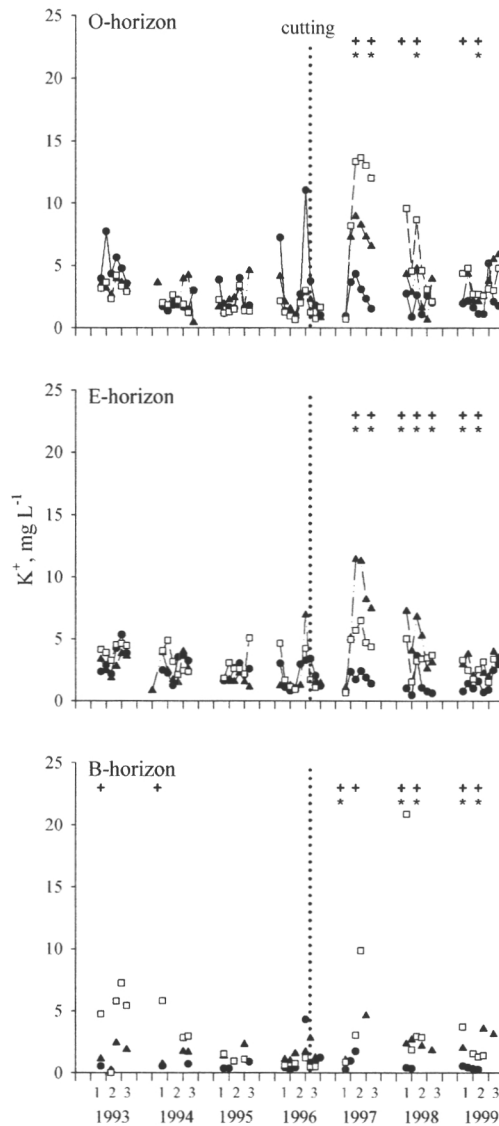 O-horizon
cutting
25
+ + + + + +
* * * *
20
15
10
5
0
E-horizon
25
+ + + + + + +
* * * * * * *
20
15
10
5
0
K⁺, mg L⁻¹
B-horizon
25
+ + + + + + + +
* * * * *
20
15
10
5
0
1 2 3 1 2 3 1 2 3 1 2 3 1 2 3 1 2 3 1 2 3
1993 1994 1995 1996 1997 1998 1999